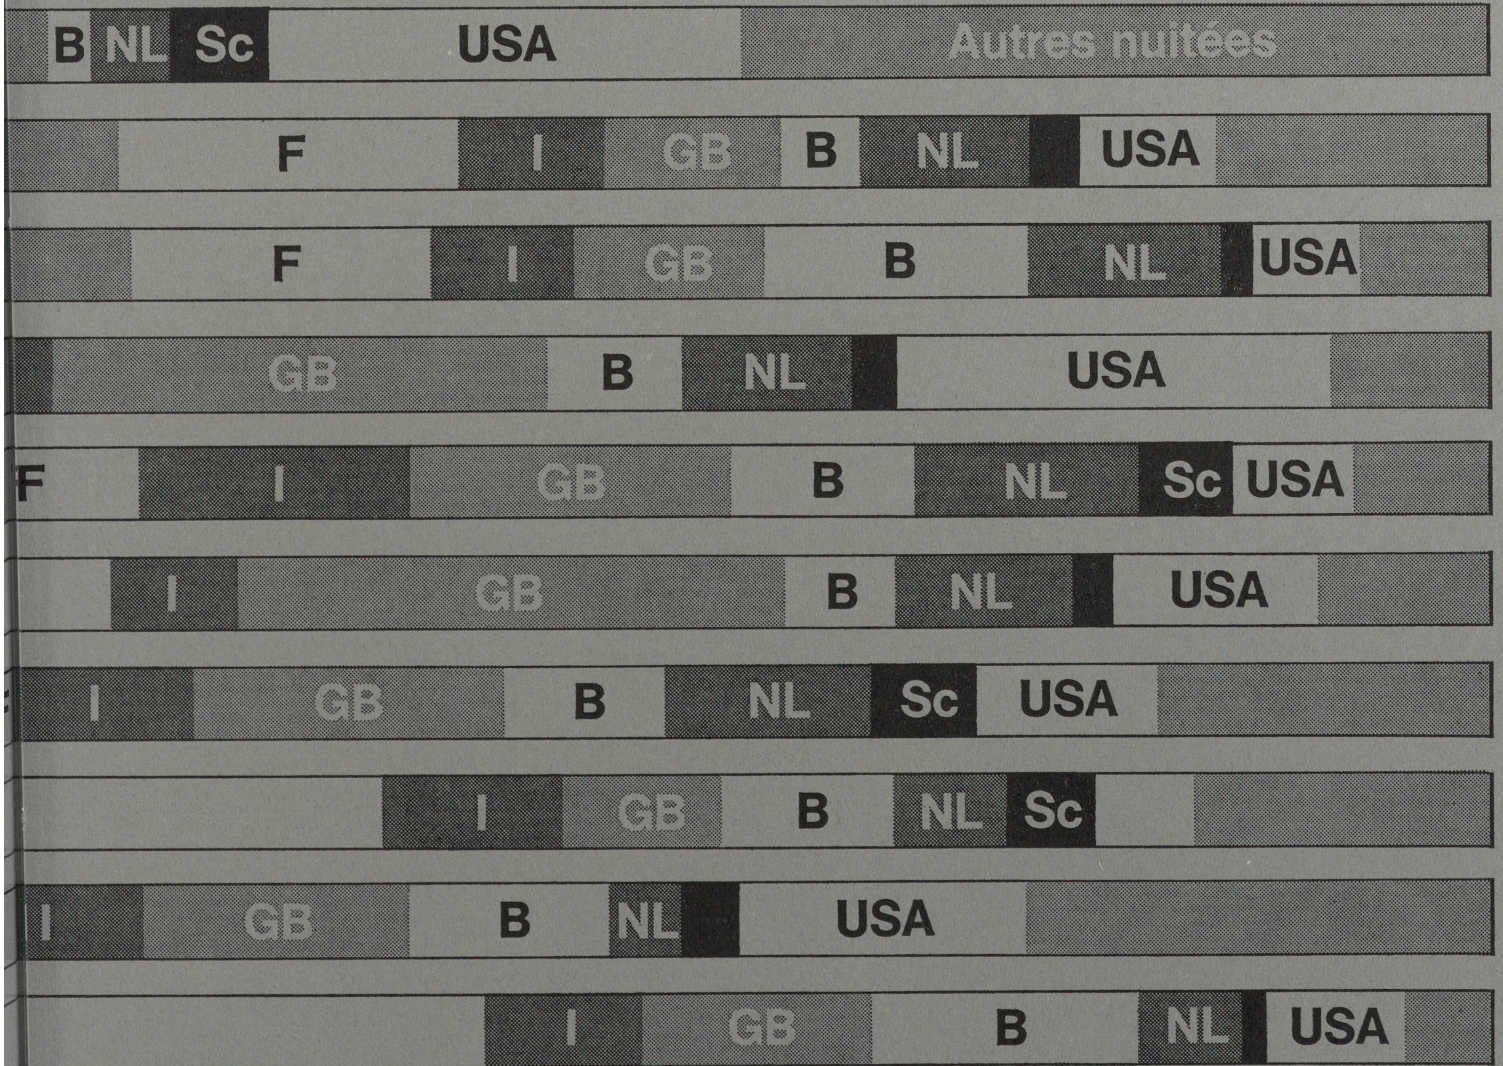 B NL Sc USA Autres nuitées
F I GB B NL USA
F I GB B NL USA
GB B NL USA
F I GB B NL Sc USA
I GB B NL USA
I GB B NL Sc USA
I GB B NL Sc
I GB B NL USA
I GB B NL USA